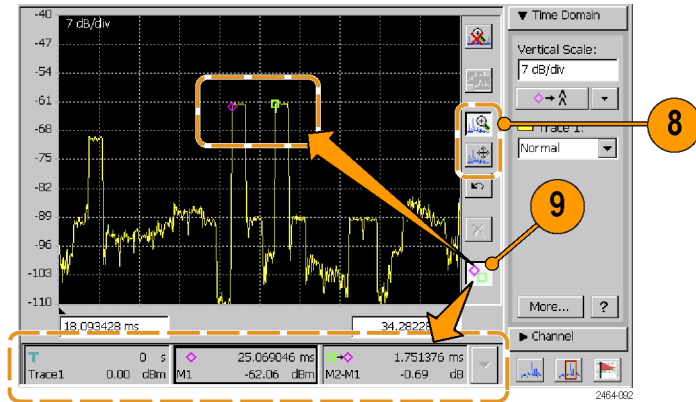 -40
7 dB/div
-47
-54
-61
-68
-75
-82
-89
-96
-103
-110
18.093428 ms
34.28228
T 0 s
Trace1 0.00 dBm
25.069046 ms
M1 -62.06 dBm
1.751376 ms
M2-M1 -0.69 dB
▼ Time Domain
Vertical Scale:
7 dB/div
Trace 1:
Normal
More... ?
▶ Channel
8
9
2464-092